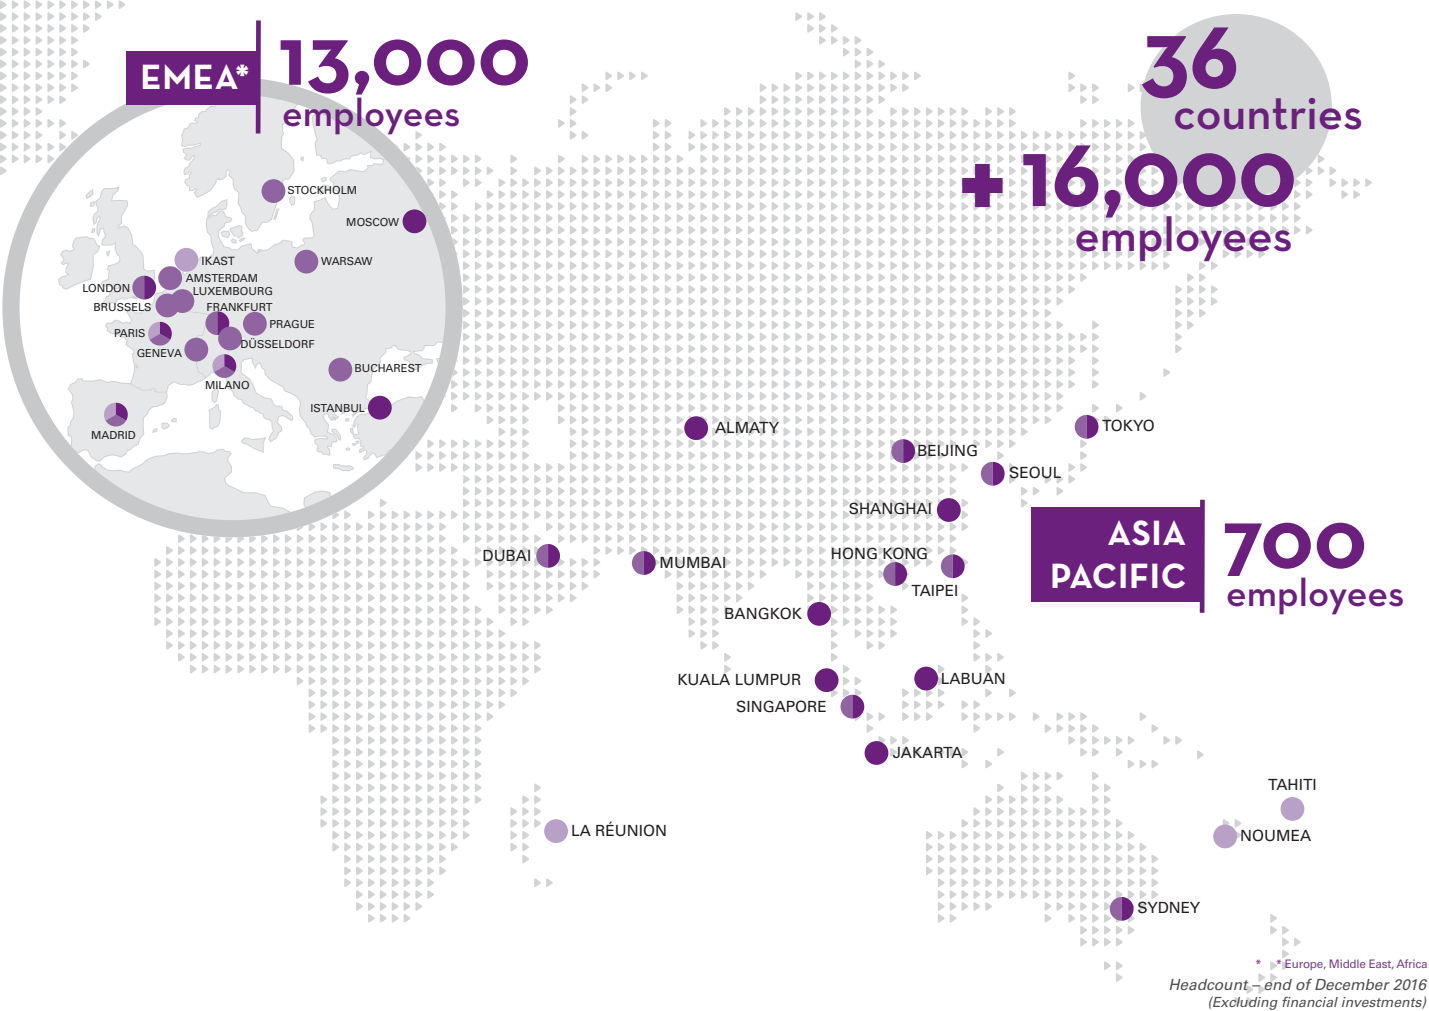 EMEA*
13,000
employees
36
countries
+ 16,000
employees
STOCKHOLM
MOSCOW
IKAST
WARSAW
AMSTERDAM
LONDON
LUXEMBOURG
BRUSSELS
FRANKFURT
PARIS
PRAGUE
GENEVA
DÜSSELDORF
BUCHAREST
MILANO
ISTANBUL
MADRID
ALMATY
TOKYO
BEIJING
SEOUL
SHANGHAI
ASIA
PACIFIC
700
employees
DUBAI
MUMBAI
HONG KONG
TAIPEI
BANGKOK
KUALA LUMPUR
LABUAN
SINGAPORE
JAKARTA
TAHITI
LA RÉUNION
NOUMEA
SYDNEY
* * Europe, Middle East, Africa
Headcount – end of December 2016
(Excluding financial investments)